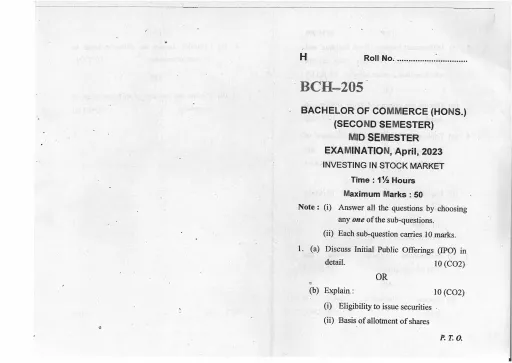 H Roll No. ..............................
BCH–205
BACHELOR OF COMMERCE (HONS.)
(SECOND SEMESTER)
MID SEMESTER
EXAMINATION, April, 2023
INVESTING IN STOCK MARKET
Time : 1½ Hours
Maximum Marks : 50
Note : (i) Answer all the questions by choosing
any one of the sub-questions.
(ii) Each sub-question carries 10 marks.
1. (a) Discuss Initial Public Offerings (IPO) in
detail. 10 (CO2)
OR
(b) Explain : 10 (CO2)
(i) Eligibility to issue securities
(ii) Basis of allotment of shares
P. T. O.